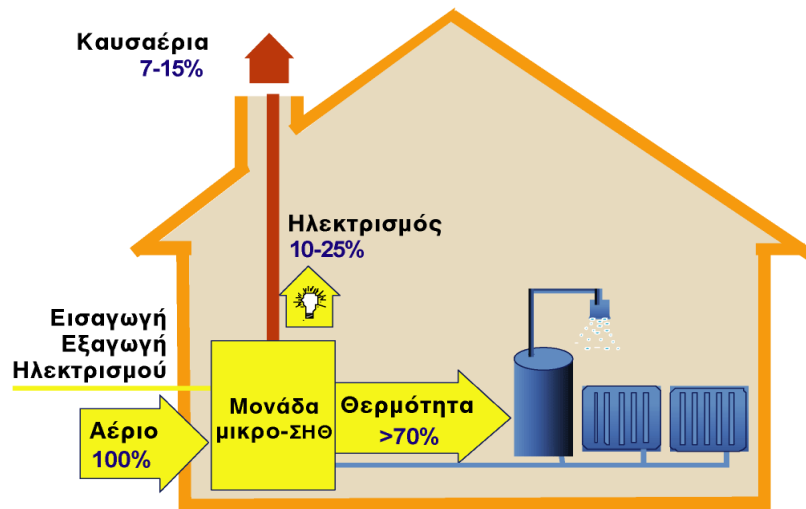 Καυσαέρια
7-15%
Ηλεκτρισμός
10-25%
Εισαγωγή
Εξαγωγή
Ηλεκτρισμού
Αέριο
100%
Μονάδα
μικρο-ΣΗΘ
Θερμότητα
>70%